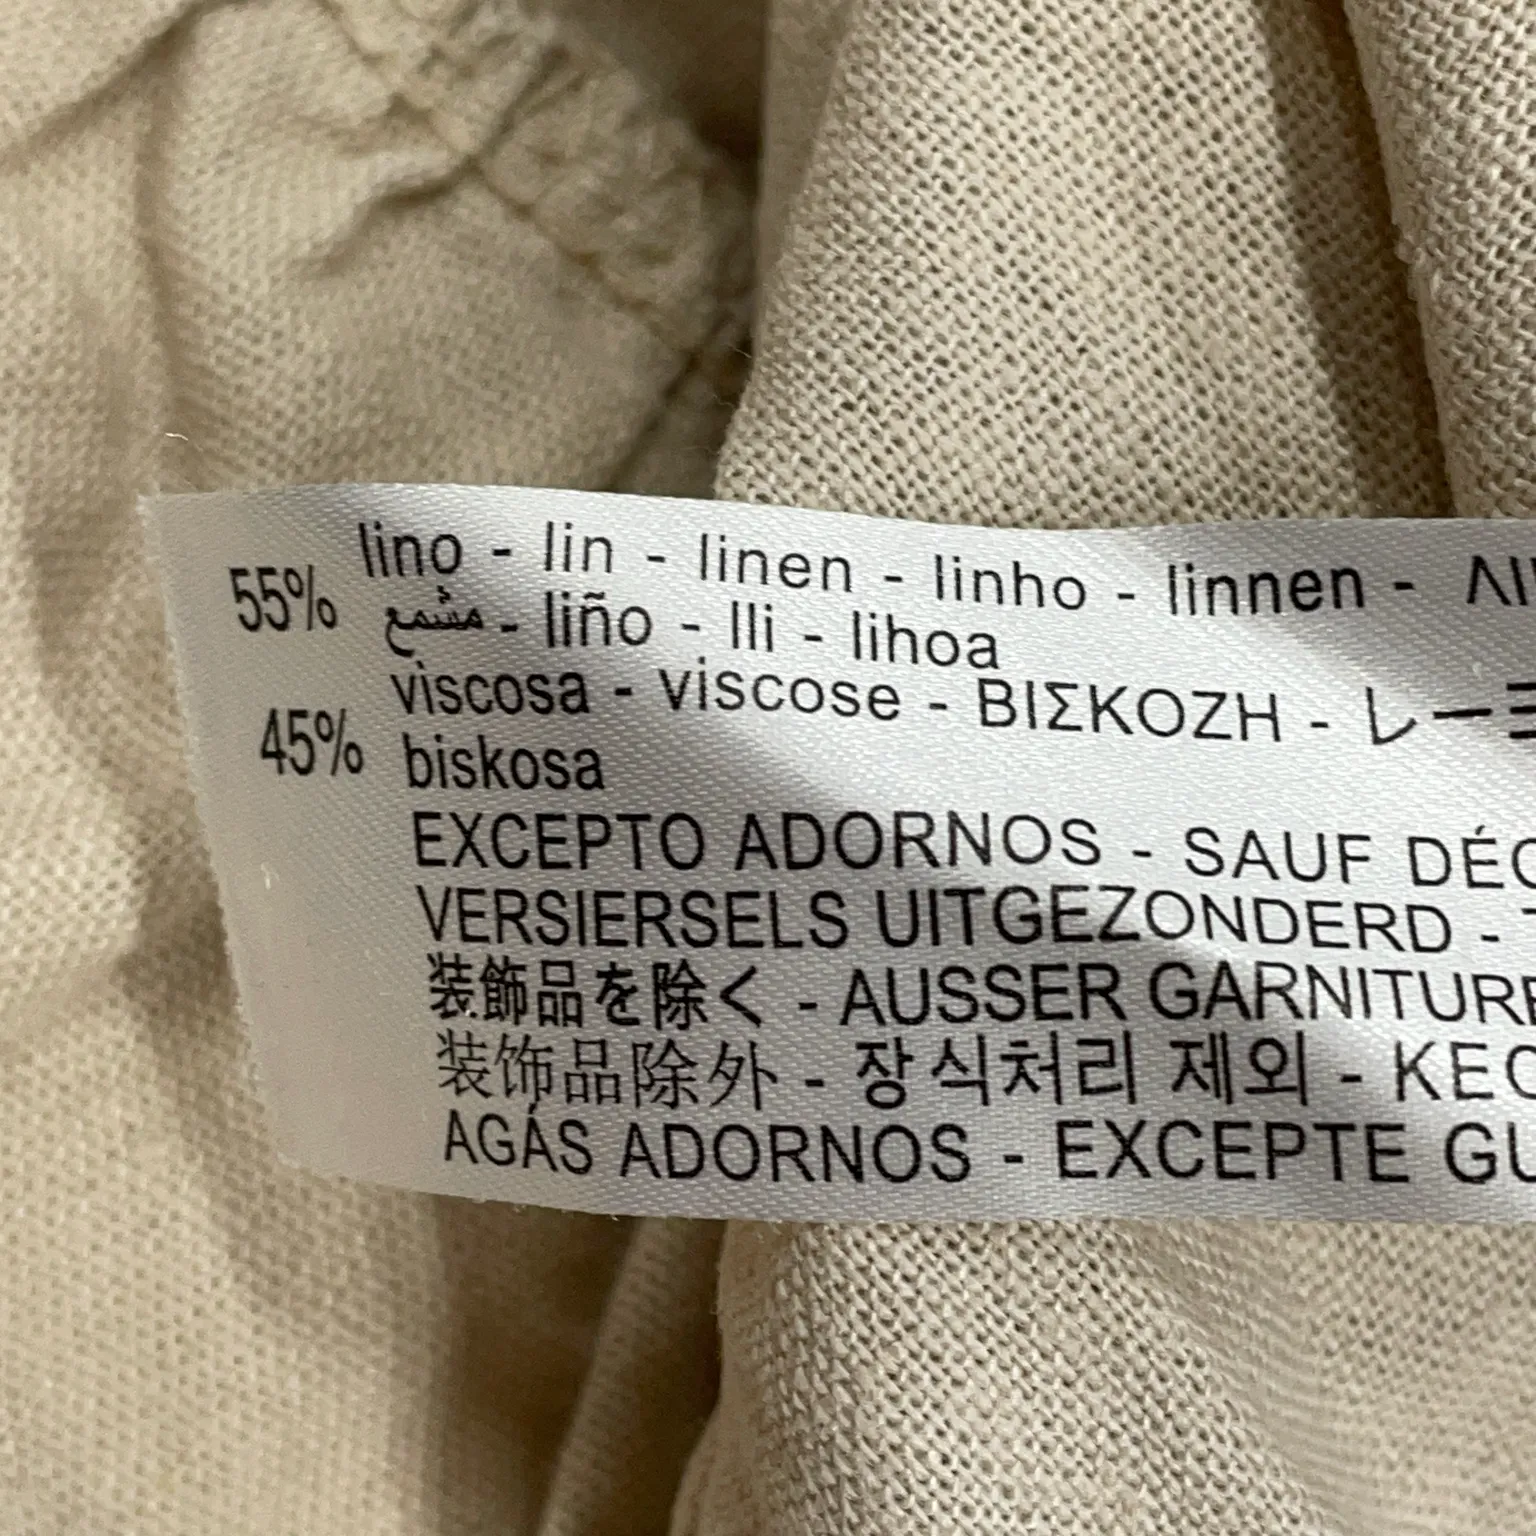 55% lino - lin - linen - linho - linnen -
مشمع - liño - lli - lihoa
45% viscosa - viscose - ΒΙΣΚΟΖΗ -
biskosa
EXCEPTO ADORNOS - SAUF
VERSIERSELS UITGEZONDERD -
装飾品を除く - AUSSER
装饰品除外 - 장식처리 제외 -
AGÁS ADORNOS - EXCEPTE